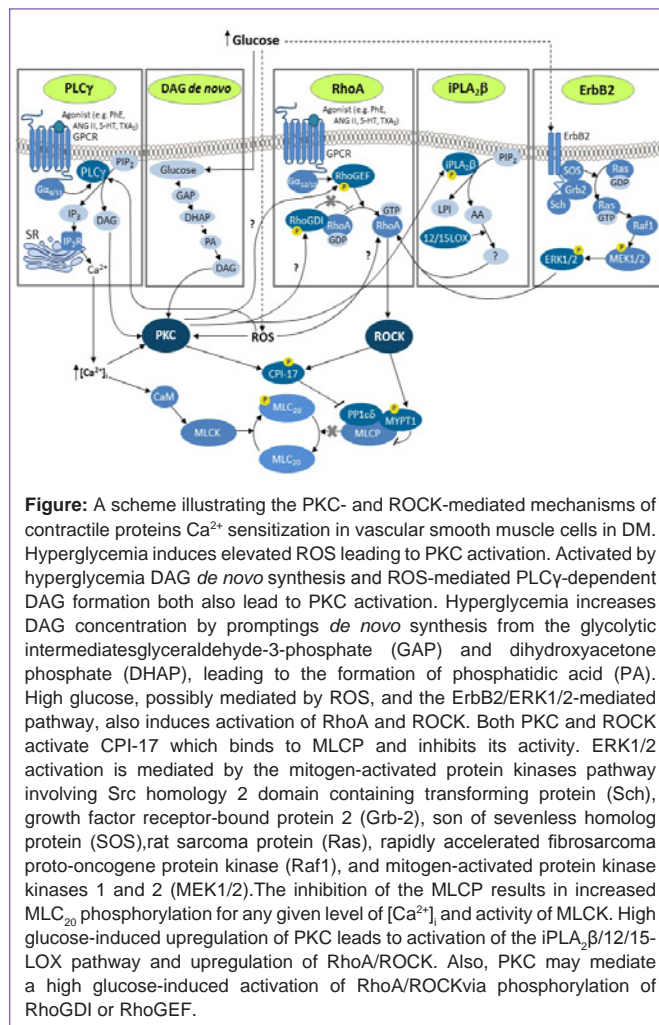 ↑ Glucose
PLCγ
DAG de novo
RhoA
iPLA₂β
ErbB2
Agonist (e.g. PhE,
ANG II, 5-HT, TXA₂)
GPCR
PIP₂
PLCγ
Gα
IP₃
DAG
SR
IP₃R
Ca²⁺
Glucose
GAP
DHAP
PA
DAG
?
Agonist (e.g. PhE,
ANG II, 5-HT, TXA₂)
GPCR
Gα₁₂/₁₃
RhoGEF
P
RhoGDI
P
RhoA
GDP
GTP
RhoA
?
?
iPLA₂β
P
PIP₂
LPI
AA
12/15LOX
?
ErbB2
SOS
Grb2
Sch
Ras
GDP
Ras
GTP
Raf1
P
MEK1/2
P
ERK1/2
PKC
ROS
ROCK
↑[Ca²⁺]ᵢ
P
CPI-17
CaM
MLCK
P
MLC₂₀
MLC₂₀
PP1cδ
P
MYPT1
MLCP
Figure: A scheme illustrating the PKC- and ROCK-mediated mechanisms of
contractile proteins Ca²⁺ sensitization in vascular smooth muscle cells in DM.
Hyperglycemia induces elevated ROS leading to PKC activation. Activated by
hyperglycemia DAG de novo synthesis and ROS-mediated PLCγ-dependent
DAG formation both also lead to PKC activation. Hyperglycemia increases
DAG concentration by promptings de novo synthesis from the glycolytic
intermediatesglyceraldehyde-3-phosphate (GAP) and dihydroxyacetone
phosphate (DHAP), leading to the formation of phosphatidic acid (PA).
High glucose, possibly mediated by ROS, and the ErbB2/ERK1/2-mediated
pathway, also induces activation of RhoA and ROCK. Both PKC and ROCK
activate CPI-17 which binds to MLCP and inhibits its activity. ERK1/2
activation is mediated by the mitogen-activated protein kinases pathway
involving Src homology 2 domain containing transforming protein (Sch),
growth factor receptor-bound protein 2 (Grb-2), son of sevenless homolog
protein (SOS),rat sarcoma protein (Ras), rapidly accelerated fibrosarcoma
proto-oncogene protein kinase (Raf1), and mitogen-activated protein kinase
kinases 1 and 2 (MEK1/2).The inhibition of the MLCP results in increased
MLC₂₀ phosphorylation for any given level of [Ca²⁺]ᵢ and activity of MLCK. High
glucose-induced upregulation of PKC leads to activation of the iPLA₂β/12/15-
LOX pathway and upregulation of RhoA/ROCK. Also, PKC may mediate
a high glucose-induced activation of RhoA/ROCKvia phosphorylation of
RhoGDI or RhoGEF.